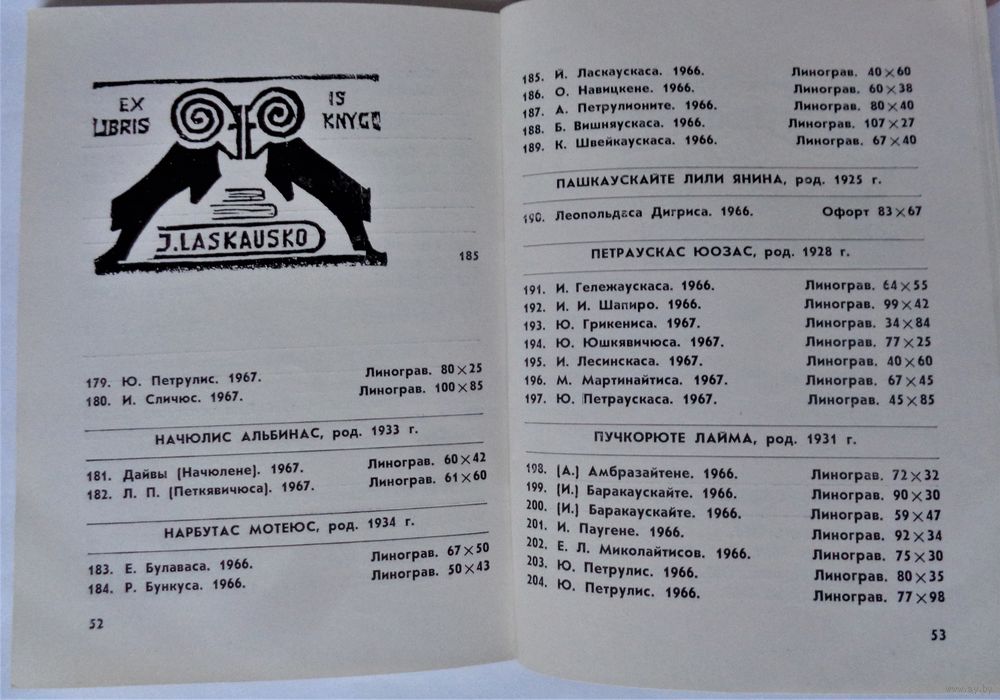 EX
LIBRIS
IS
KNYGŲ
J. LASKAUSKO
185
179. Ю. Петрулис. 1967. Линограв. 80×25
180. И. Сличюс. 1967. Линограв. 100×85
НАЧЮЛИС АЛЬБИНАС, род. 1933 г.
181. Дайвы (Начюлене). 1967. Линограв. 60×42
182. Л. П. (Петкявичюса). 1967. Линограв. 61×60
НАРБУТАС МОТЕЮС, род. 1934 г.
183. Е. Булаваса. 1966. Линограв. 67×50
184. Р. Бункуса. 1966. Линограв. 50×43
52
185. Й. Ласкаускаса. 1966. Линограв. 40×60
186. О. Навицкене. 1966. Линограв. 60×38
187. А. Петрулионите. 1966. Линограв. 80×40
188. Б. Вишняускаса. 1966. Линограв. 107×27
189. К. Швейкаускаса. 1966. Линограв. 67×40
ПАШКАУСКАЙТЕ ЛИЛИ ЯНИНА, род. 1925 г.
190. Леопольдаса Дигриса. 1966. Офорт 83×67
ПЕТРАУСКАС ЮОЗАС, род. 1928 г.
191. И. Гележаускаса. 1966. Линограв. 64×55
192. И. И. Шапиро. 1966. Линограв. 99×42
193. Ю. Грикениса. 1967. Линограв. 34×84
194. Ю. Юшкявичюса. 1967. Линограв. 77×25
195. И. Лесинскаса. 1967. Линограв. 40×60
196. М. Мартинайтиса. 1967. Линограв. 67×45
197. Ю. Петраускаса. 1967. Линограв. 45×85
ПУЧКОРЮТЕ ЛАЙМА, род. 1931 г.
198. (А.) Амбразайтене. 1966. Линограв. 72×32
199. (И.) Баракаускайте. 1966. Линограв. 90×30
200. (И.) Баракаускайте. 1966. Линограв. 59×47
201. И. Паугене. 1966. Линограв. 92×34
202. Е. Л. Миколайтисов. 1966. Линограв. 75×30
203. Ю. Петрулис. 1966. Линограв. 80×35
204. Ю. Петрулис. 1966. Линограв. 77×98
53
www.ay.by